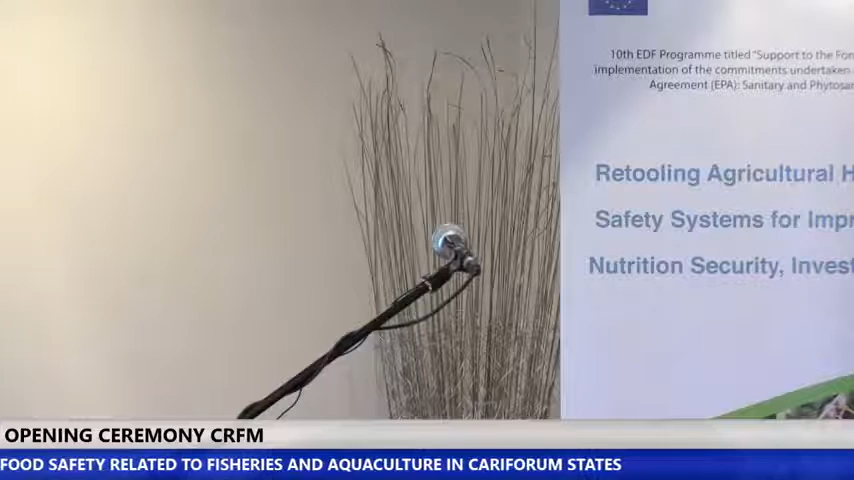 10th EDF Programme titled "Support to the For
implementation of the commitments undertaken
Agreement (EPA): Sanitary and Phytosan
Retooling Agricultural H
Safety Systems for Impr
Nutrition Security, Invest
OPENING CEREMONY CRFM
FOOD SAFETY RELATED TO FISHERIES AND AQUACULTURE IN CARIFORUM STATES